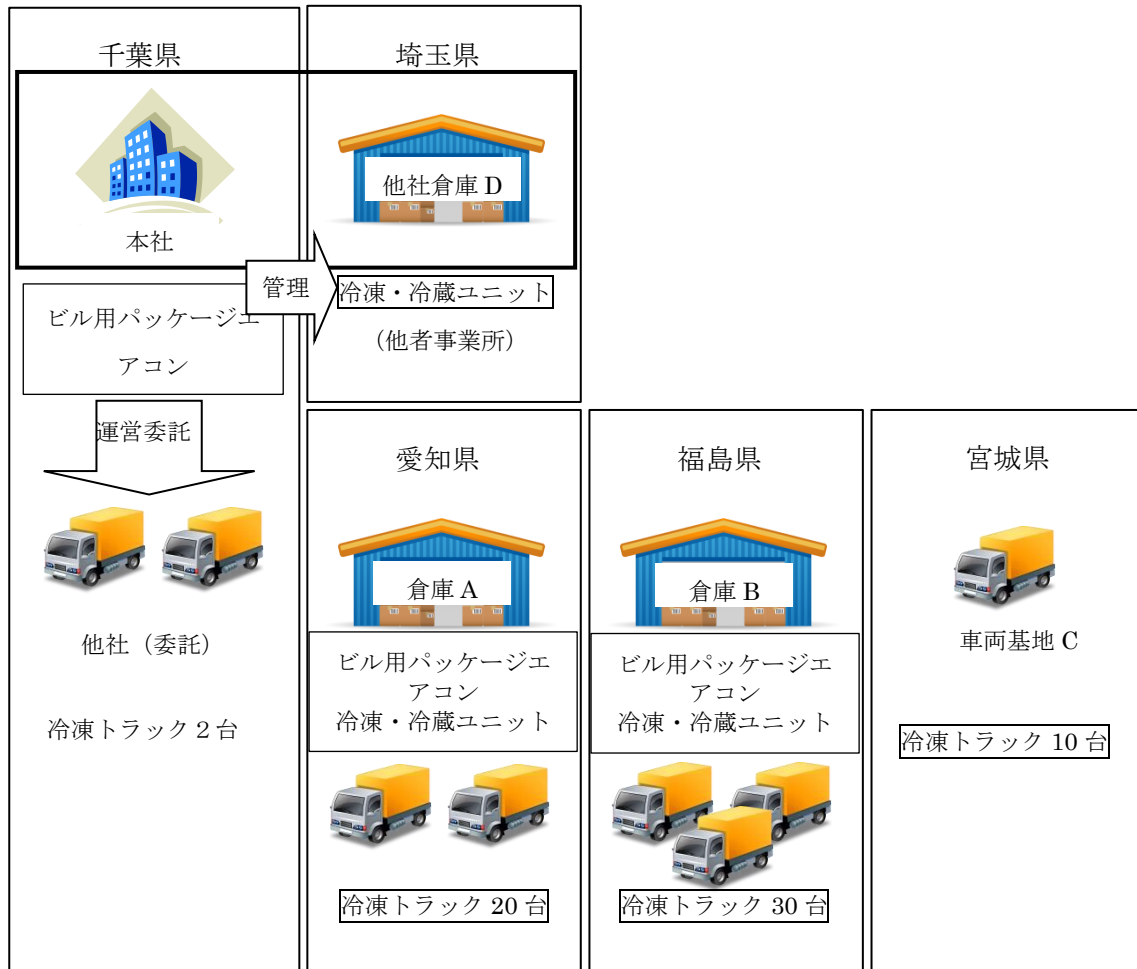 千葉県
本社
ビル用パッケージエ
アコン
運営委託
他社(委託)
冷凍トラック２台
管理
埼玉県
他社倉庫 D
冷凍・冷蔵ユニット
(他者事業所)
愛知県
倉庫 A
ビル用パッケージエ
アコン
冷凍・冷蔵ユニット
冷凍トラック 20 台
福島県
倉庫 B
ビル用パッケージエ
アコン
冷凍・冷蔵ユニット
冷凍トラック 30 台
宮城県
車両基地 C
冷凍トラック 10 台